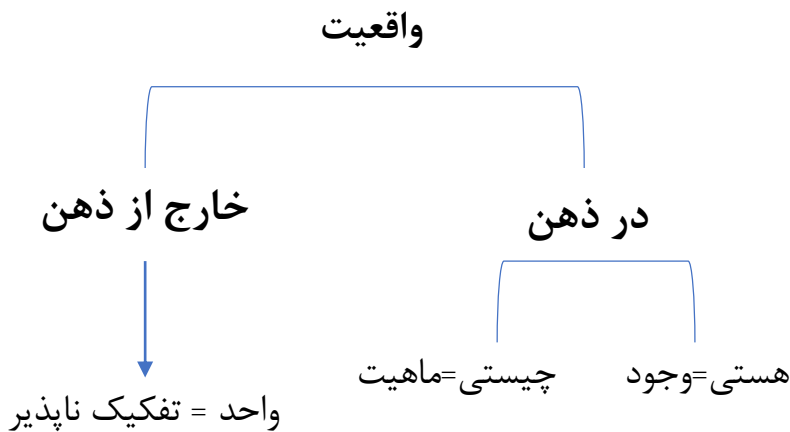 واقعیت
در ذهن
خارج از ذهن
هستی=وجود
چیستی=ماهیت
واحد = تفکیک ناپذیر